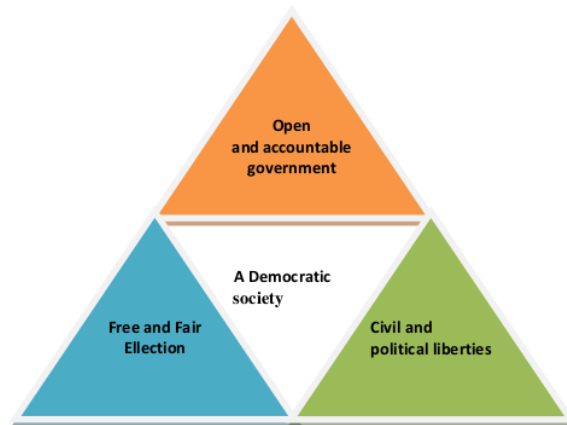 Open
and accountable
government
A Democratic
society
Free and Fair
Ellection
Civil and
political liberties